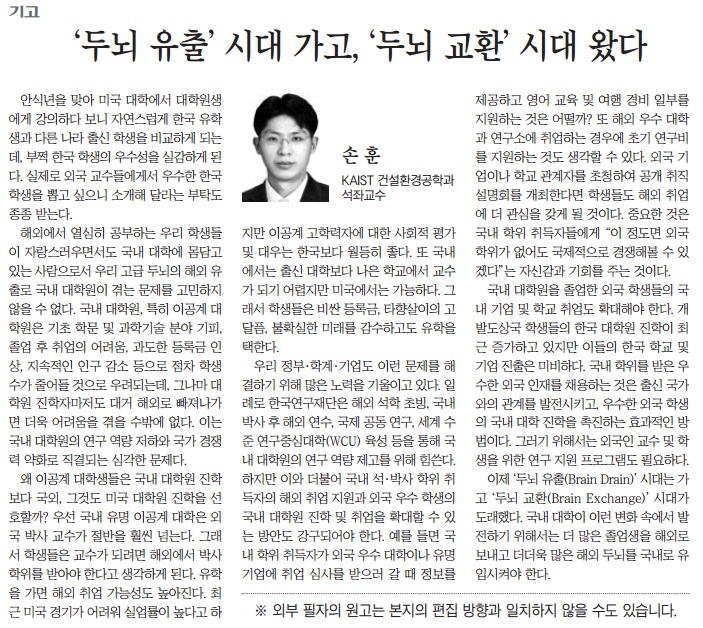 기고
‘두뇌 유출’ 시대 가고, ‘두뇌 교환’ 시대 왔다
안식년을 맞아 미국 대학에서 대학원생
에게 강의하다 보니 자연스럽게 한국 유학
생과 다른 나라 출신 학생을 비교하게 되는
데, 부쩍 한국 학생의 우수성을 실감하게 된
다. 실제로 외국 교수들에게서 우수한 한국
학생을 뽑고 싶으니 소개해 달라는 부탁도
종종 받는다.
해외에서 열심히 공부하는 우리 학생들
이 자랑스러우면서도 국내 대학에 몸담고
있는 사람으로서 우리 고급 두뇌의 해외 유
출로 국내 대학원이 겪는 문제를 고민하지
않을 수 없다. 국내 대학원, 특히 이공계 대
학원은 기초 학문 및 과학기술 분야 기피,
졸업 후 취업의 어려움, 과도한 등록금 인
상, 지속적인 인구 감소 등으로 점차 학생
수가 줄어들 것으로 우려되는데, 그나마 대
학원 진학자마저도 대거 해외로 빠져나가
면 더욱 어려움을 겪을 수밖에 없다. 이는
국내 대학원의 연구 역량 저하와 국가 경쟁
력 약화로 직결되는 심각한 문제다.
왜 이공계 대학생들은 국내 대학원 진학
보다 국외, 그것도 미국 대학원 진학을 선
호할까? 우선 국내 유명 이공계 대학은 외
국 박사 교수가 절반을 훨씬 넘는다. 그래
서 학생들은 교수가 되려면 해외에서 박사
학위를 받아야 한다고 생각하게 된다. 유학
을 가면 해외 취업 가능성도 높아진다. 최
근 미국 경기가 어려워 실업률이 높다고 하
손 훈
KAIST 건설환경공학과
석좌교수
지만 이공계 고학력자에 대한 사회적 평가
및 대우는 한국보다 월등히 좋다. 또 국내
에서는 출신 대학보다 나은 학교에서 교수
가 되기 어렵지만 미국에서는 가능하다. 그
래서 학생들은 비싼 등록금, 타향살이의 고
달픔, 불확실한 미래를 감수하고도 유학을
택한다.
우리 정부·학계·기업도 이런 문제를 해
결하기 위해 많은 노력을 기울이고 있다. 일
례로 한국연구재단은 해외 석학 초빙, 국내
박사 후 해외 연수, 국제 공동 연구, 세계 수
준 연구중심대학(WCU) 육성 등을 통해 국
내 대학원의 연구 역량 제고를 위해 힘쓴다.
하지만 이와 더불어 국내 석·박사 학위 취
득자의 해외 취업 지원과 외국 우수 학생의
국내 대학원 진학 및 취업을 확대할 수 있
는 방안도 강구되어야 한다. 예를 들면 국
내 학위 취득자가 외국 우수 대학이나 유명
기업에 취업 심사를 받으러 갈 때 정보를
제공하고 영어 교육 및 여행 경비 일부를
지원하는 것은 어떨까? 또 해외 우수 대학
과 연구소에 취업하는 경우에 초기 연구비
를 지원하는 것도 생각할 수 있다. 외국 기
업이나 학교 관계자를 초청하여 공개 취직
설명회를 개최한다면 학생들도 해외 취업
에 더 관심을 갖게 될 것이다. 중요한 것은
국내 학위 취득자들에게 “이 정도면 외국
학위가 없어도 국제적으로 경쟁해볼 수 있
겠다”는 자신감과 기회를 주는 것이다.
국내 대학원을 졸업한 외국 학생들의 국
내 기업 및 학교 취업도 확대해야 한다. 개
발도상국 학생들의 한국 대학원 진학이 최
근 증가하고 있지만 이들의 한국 학교 및
기업 진출은 미비하다. 국내 학위를 받은 우
수한 외국 인재를 채용하는 것은 출신 국가
와의 관계를 발전시키고, 우수한 외국 학생
의 국내 대학 진학을 촉진하는 효과적인 방
법이다. 그러기 위해서는 외국인 교수 및 학
생을 위한 연구 지원 프로그램도 필요하다.
이제 ‘두뇌 유출(Brain Drain)’ 시대는 가
고 ‘두뇌 교환(Brain Exchange)’ 시대가
도래했다. 국내 대학이 이런 변화 속에서 발
전하기 위해서는 더 많은 졸업생을 해외로
보내고 더더욱 많은 해외 두뇌를 국내로 유
입시켜야 한다.
※ 외부 필자의 원고는 본지의 편집 방향과 일치하지 않을 수도 있습니다.